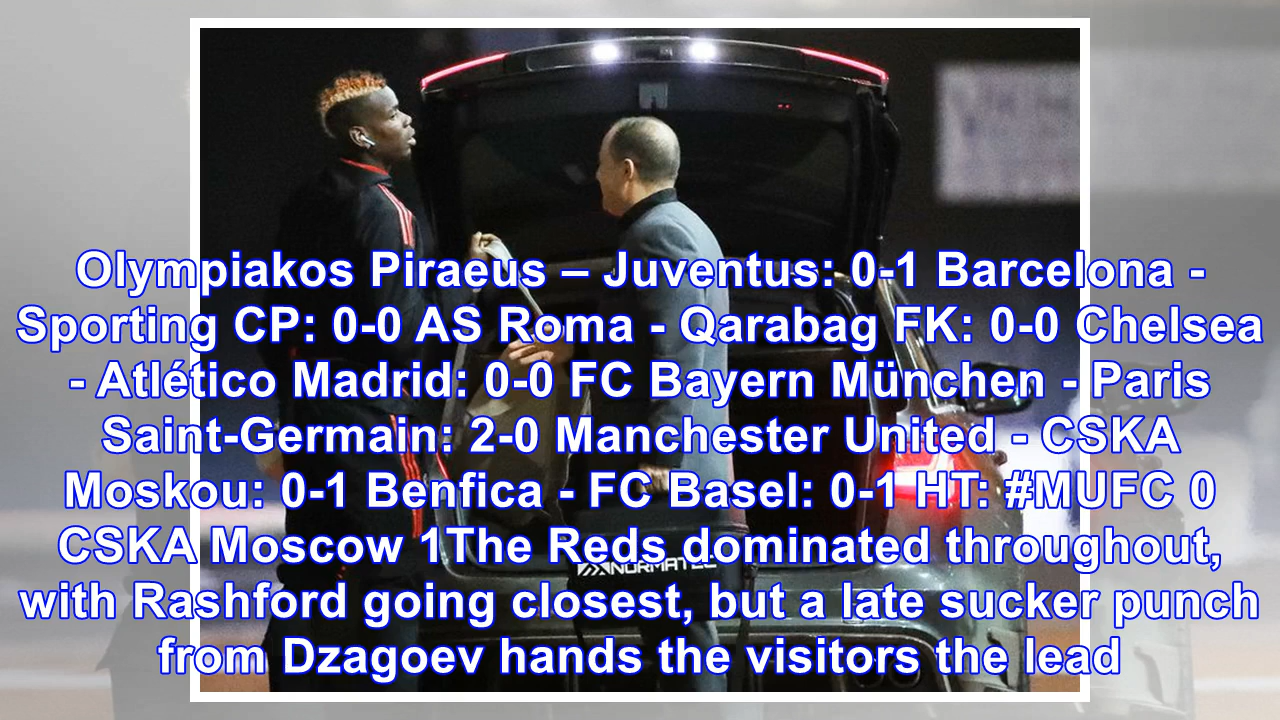 Olympiakos Piraeus – Juventus: 0-1 Barcelona -
Sporting CP: 0-0 AS Roma - Qarabag FK: 0-0 Chelsea
- Atlético Madrid: 0-0 FC Bayern München - Paris
Saint-Germain: 2-0 Manchester United - CSKA
Moskou: 0-1 Benfica - FC Basel: 0-1 HT: #MUFC 0
CSKA Moscow 1The Reds dominated throughout,
NORMATEC
with Rashford going closest, but a late sucker punch
from Dzagoev hands the visitors the lead